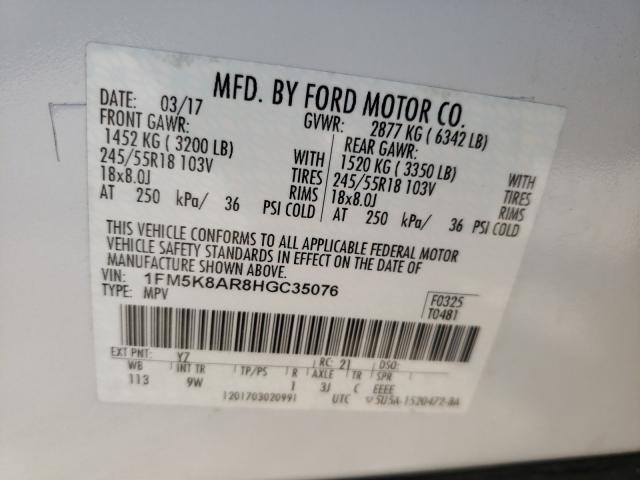 MFD. BY FORD MOTOR CO.
DATE: 03/17 GVWR: 2877 KG ( 6342 LB)
FRONT GAWR: REAR GAWR:
1452 KG ( 3200 LB) WITH 1520 KG ( 3350 LB) WITH
245/55R18 103V TIRES 245/55R18 103V TIRES
18x8.0J RIMS 18x8.0J RIMS
AT 250 kPa/ 36 PSI COLD AT 250 kPa/ 36 PSI COLD
THIS VEHICLE CONFORMS TO ALL APPLICABLE FEDERAL MOTOR
VEHICLE SAFETY STANDARDS IN EFFECT ON THE DATE OF
MANUFACTURE SHOWN ABOVE.
VIN: 1FM5K8AR8HGC35076 F0325
TYPE: MPV T0481
EXT PNT: YZ RC: 21 DSO:
WB INT TR TP/PS R AXLE TR SPR
113 9W 1 3J C EEEE
1201703020991 UTC